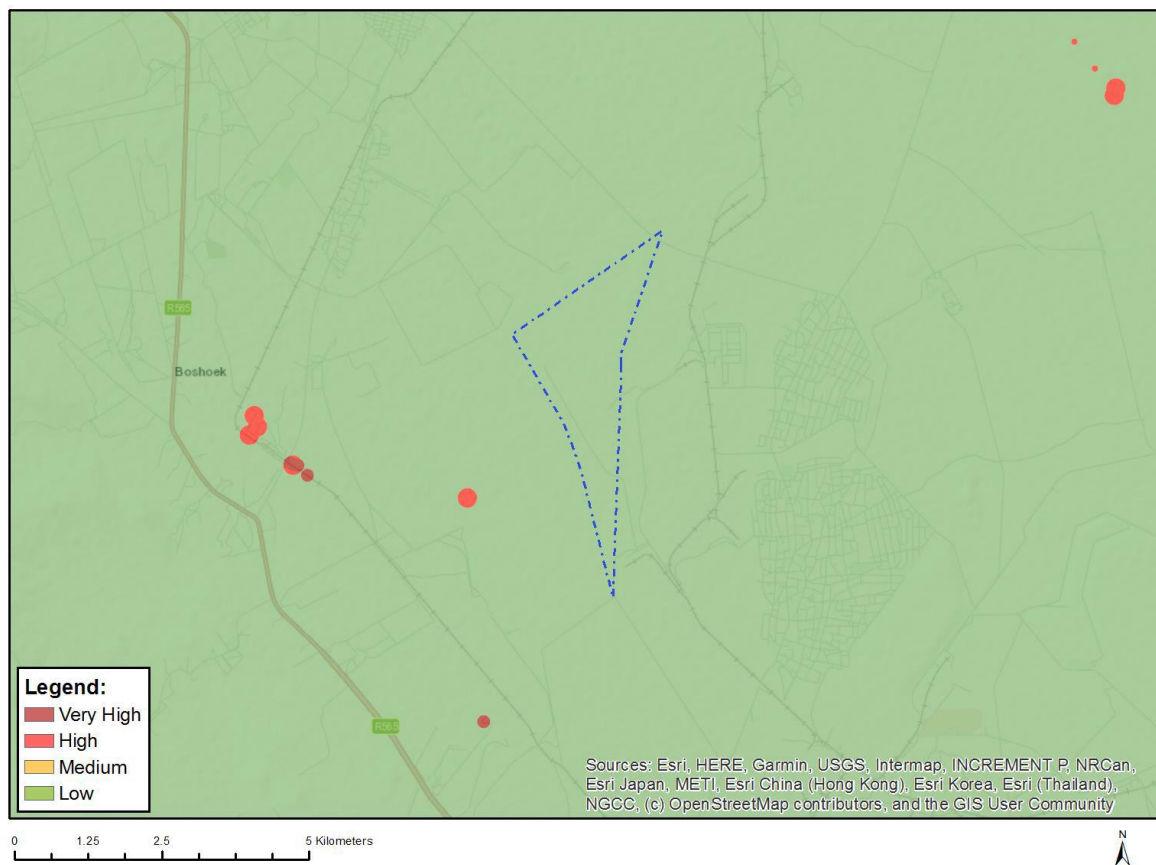 R565
Boshoek
R565
Legend:
Very High
High
Medium
Low
Sources: Esri, HERE, Garmin, USGS, Intermap, INCREMENT P, NRCan,
Esri Japan, METI, Esri China (Hong Kong), Esri Korea, Esri (Thailand),
NGCC, (c) OpenStreetMap contributors, and the GIS User Community
0 1.25 2.5 5 Kilometers
N